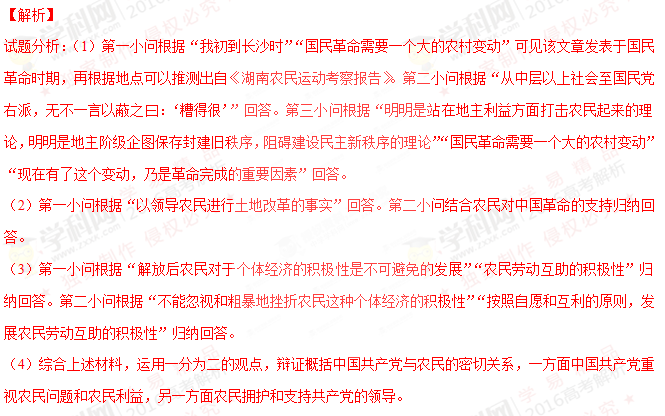 【解析】
试题分析：（1）第一小问根据“我初到长沙时”“国民革命需要一个大的农村变动”可见该文章发表于国民
革命时期，再根据地点可以推测出自《湖南农民运动考察报告》。第二小问根据“从中层以上社会至国民党
右派，无不一言以蔽之曰：‘糟得很’”回答。第三小问根据“明明是站在地主利益方面打击农民起来的理
论，明明是地主阶级企图保存封建旧秩序，阻碍建设民主新秩序的理论”“国民革命需要一个大的农村变动”
“现在有了这个变动，乃是革命完成的重要因素”回答。
（2）第一小问根据“以领导农民进行土地改革的事实”回答。第二小问结合农民对中国革命的支持归纳回
答。
（3）第一小问根据“解放后农民对于个体经济的积极性是不可避免的发展”“农民劳动互助的积极性”归
纳回答。第二小问根据“不能忽视和粗暴地挫折农民这种个体经济的积极性”“按照自愿和互利的原则，发
展农民劳动互助的积极性”归纳回答。
（4）综合上述材料，运用一分为二的观点，辩证概括中国共产党与农民的密切关系，一方面中国共产党重
视农民问题和农民利益，另一方面农民拥护和支持共产党的领导。